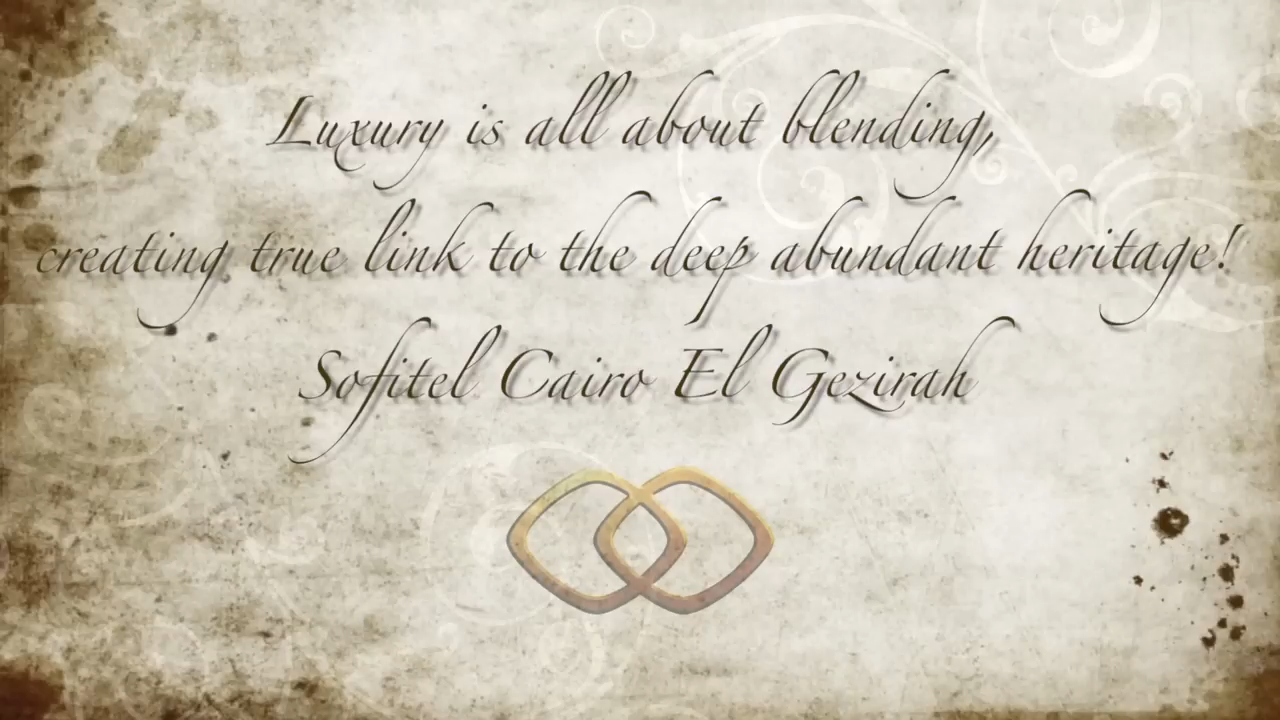 Luxury is all about blending,
creating true link to the deep abundant heritage!
Sofitel Cairo El Gezirah